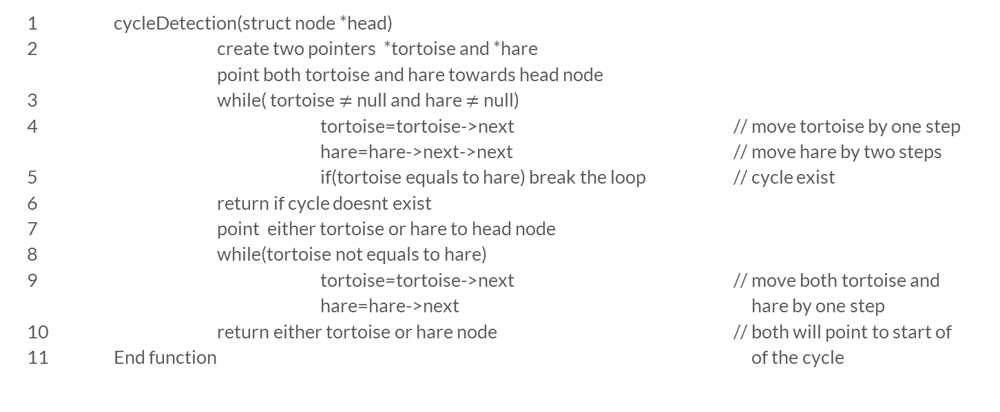 1 cycleDetection(struct node *head)
2 create two pointers *tortoise and *hare
point both tortoise and hare towards head node
3 while( tortoise ≠ null and hare ≠ null)
4 tortoise=tortoise->next // move tortoise by one step
hare=hare->next->next // move hare by two steps
5 if(tortoise equals to hare) break the loop // cycle exist
6 return if cycle doesnt exist
7 point either tortoise or hare to head node
8 while(tortoise not equals to hare)
9 tortoise=tortoise->next // move both tortoise and
hare=hare->next hare by one step
10 return either tortoise or hare node // both will point to start of
11 End function of the cycle